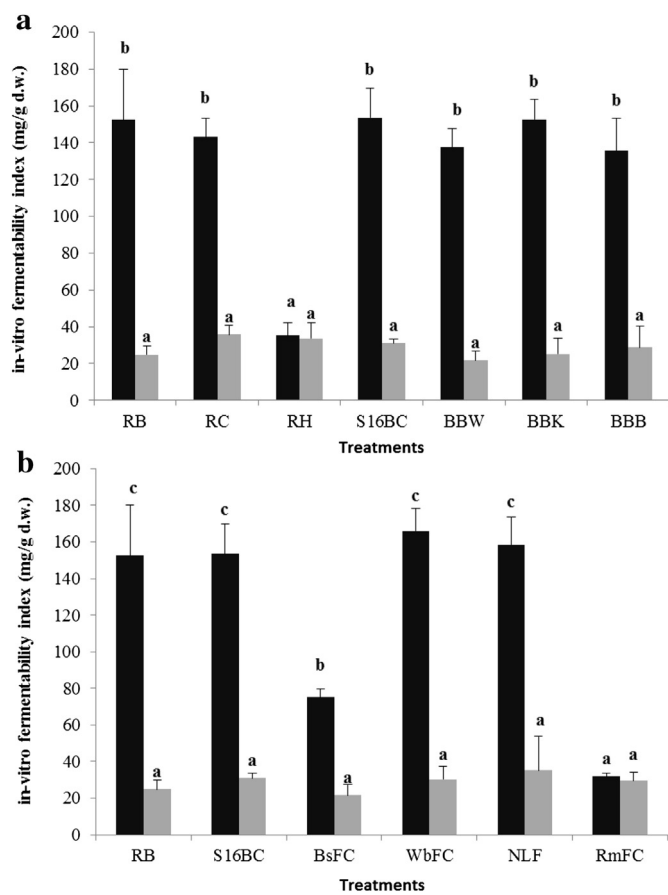 a
in-vitro fermentability index (mg/g d.w.)
200
180
160
140
120
100
80
60
40
20
0
b b a a b b b b
a a a a a a
RB RC RH S16BC BBW BBK BBB
Treatments
b
in-vitro fermentability index (mg/g d.w.)
200
180
160
140
120
100
80
60
40
20
0
c c b c c a a
a a a a a
RB S16BC BsFC WbFC NLF RmFC
Treatments